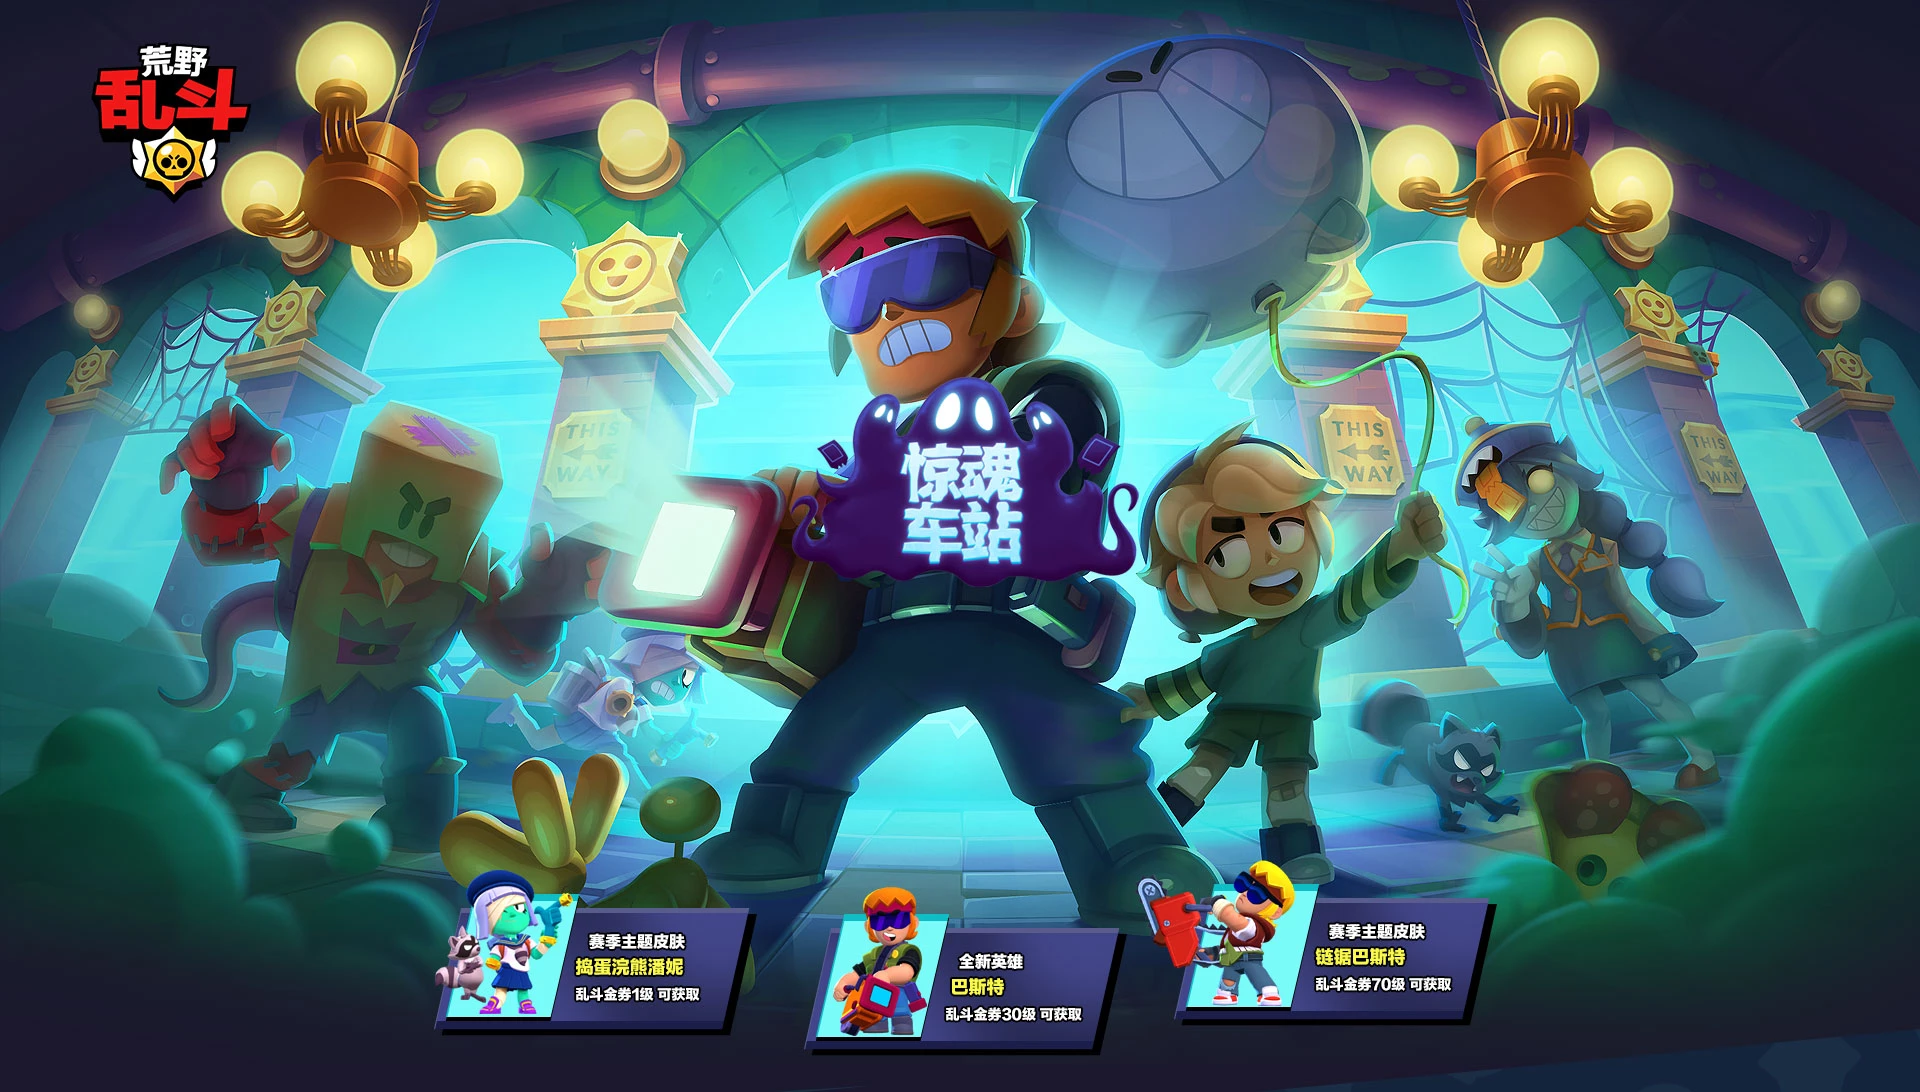 荒野
乱斗
THIS
WAY
THIS
WAY
THIS
WAY
惊魂
车站
赛季主题皮肤
捣蛋浣熊潘妮
乱斗金券1级 可获取
全新英雄
巴斯特
乱斗金券30级 可获取
赛季主题皮肤
链锯巴斯特
乱斗金券70级 可获取